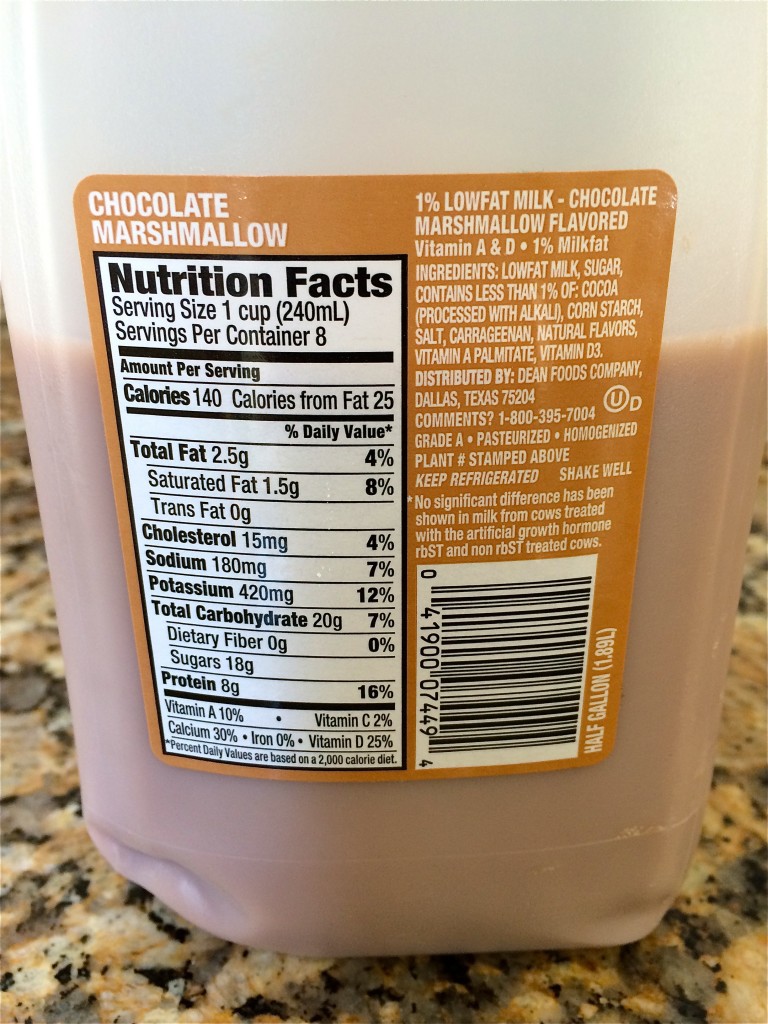 CHOCOLATE
MARSHMALLOW
Nutrition Facts
Serving Size 1 cup (240mL)
Servings Per Container 8
Amount Per Serving
Calories 140 Calories from Fat 25
% Daily Value*
Total Fat 2.5g 4%
Saturated Fat 1.5g 8%
Trans Fat 0g
Cholesterol 15mg 4%
Sodium 180mg 7%
Potassium 420mg 12%
Total Carbohydrate 20g 7%
Dietary Fiber 0g 0%
Sugars 18g
Protein 8g 16%
Vitamin A 10% • Vitamin C 2%
Calcium 30% • Iron 0% • Vitamin D 25%
*Percent Daily Values are based on a 2,000 calorie diet.
1% LOWFAT MILK - CHOCOLATE
MARSHMALLOW FLAVORED
Vitamin A & D • 1% Milkfat
INGREDIENTS: LOWFAT MILK, SUGAR,
CONTAINS LESS THAN 1% OF: COCOA
(PROCESSED WITH ALKALI), CORN STARCH,
SALT, CARRAGEENAN, NATURAL FLAVORS,
VITAMIN A PALMITATE, VITAMIN D3.
DISTRIBUTED BY: DEAN FOODS COMPANY,
DALLAS, TEXAS 75204
COMMENTS? 1-800-395-7004 U D
GRADE A • PASTEURIZED • HOMOGENIZED
PLANT # STAMPED ABOVE
KEEP REFRIGERATED SHAKE WELL
*No significant difference has been
shown in milk from cows treated
with the artificial growth hormone
rbST and non rbST treated cows.
0 41900 07449 4
HALF GALLON (1.89L)